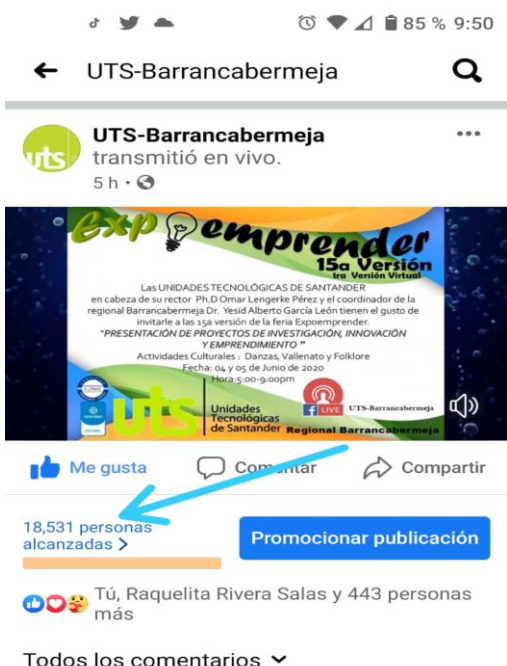 85 % 9:50
UTS-Barrancabermeja
uts
UTS-Barrancabermeja
transmitió en vivo.
5 h
Expoemprender
15a Versión
1ra Versión Virtual
Las UNIDADES TECNOLÓGICAS DE SANTANDER
en cabeza de su rector Ph.D Omar Lengerke Pérez y el coordinador de la
regional Barrancabermeja Dr. Yesid Alberto García León tienen el gusto de
invitarle a las 15a versión de la feria Expoemprender.
"PRESENTACIÓN DE PROYECTOS DE INVESTIGACIÓN, INNOVACIÓN
Y EMPRENDIMIENTO "
Actividades Culturales : Danzas, Vallenato y Folklore
Fecha: 04 y 05 de Junio de 2020
Hora:5:00-9:00pm
uts
Unidades
Tecnológicas
de Santander Regional Barrancabermeja
f LIVE UTS-Barrancabermeja
Me gusta Comentar Compartir
18,531 personas
alcanzadas >
Promocionar publicación
Tú, Raquelita Rivera Salas y 443 personas
más
Todos los comentarios